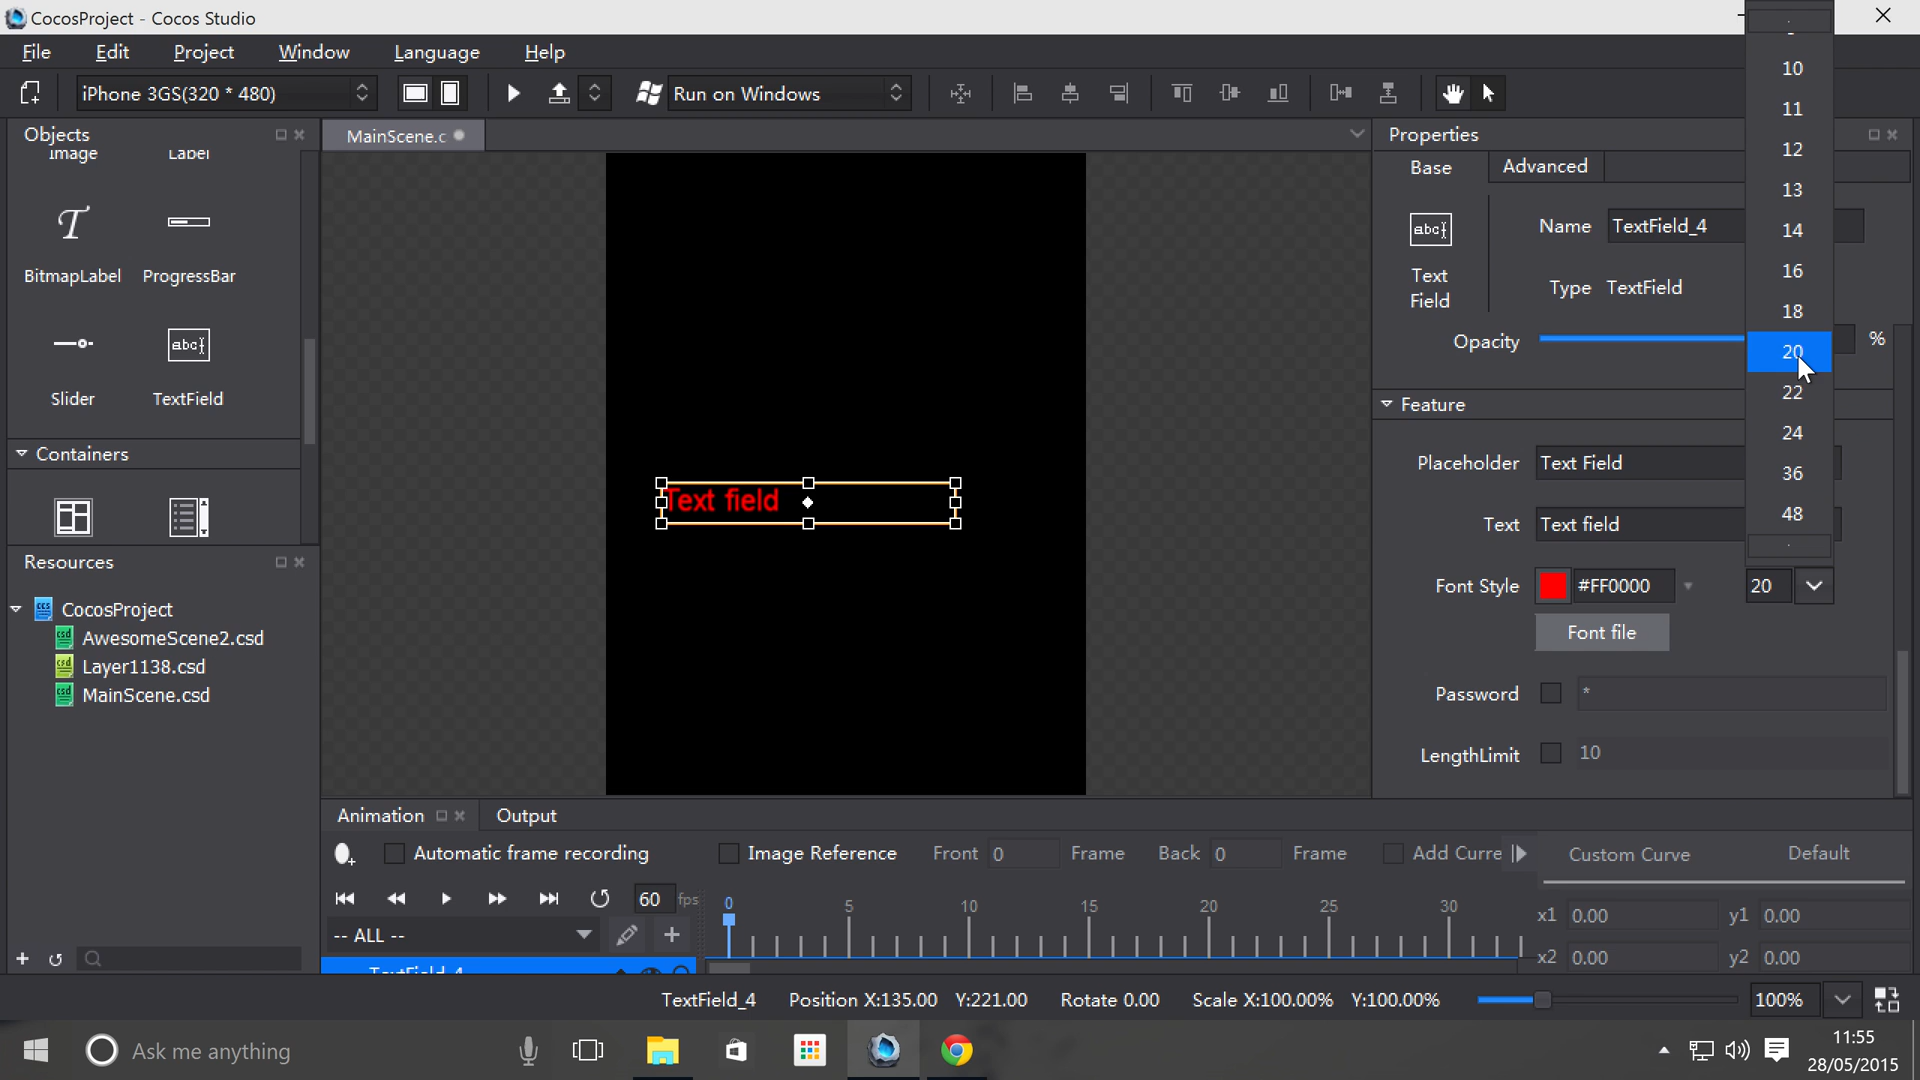 CocosProject - Cocos Studio
File Edit Project Window Language Help
iPhone 3GS(320 * 480)
Run on Windows
Objects
Image Label
BitmapLabel ProgressBar
abc
Slider TextField
Containers
Resources
CocosProject
AwesomeScene2.csd
Layer1138.csd
MainScene.csd
MainScene.c
Text field
Properties
Base Advanced
abc
Text
Field
Name TextField_4
Type TextField
Opacity %
Feature
Placeholder Text Field
Text Text field
Font Style #FF0000 20
Font file
Password *
LengthLimit 10
10
11
12
13
14
16
18
20
22
24
36
48
Animation Output
Automatic frame recording Image Reference Front 0 Frame Back 0 Frame Add Curre Custom Curve Default
60 fps 0 5 10 15 20 25 30
-- ALL --
TextField_4
x1 0.00 y1 0.00
x2 0.00 y2 0.00
TextField_4 Position X:135.00 Y:221.00 Rotate 0.00 Scale X:100.00% Y:100.00% 100%
Ask me anything
11:55
28/05/2015